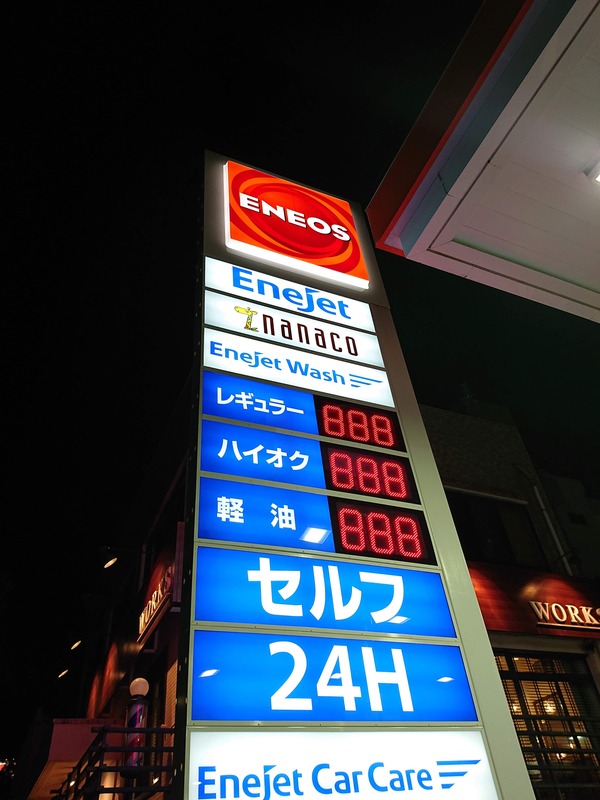 ENEOS
EneJet
nanaco
EneJet Wash
レギュラー 888
ハイオク 888
軽 油 888
セルフ
24H
EneJet Car Care
WORKS
WORKS